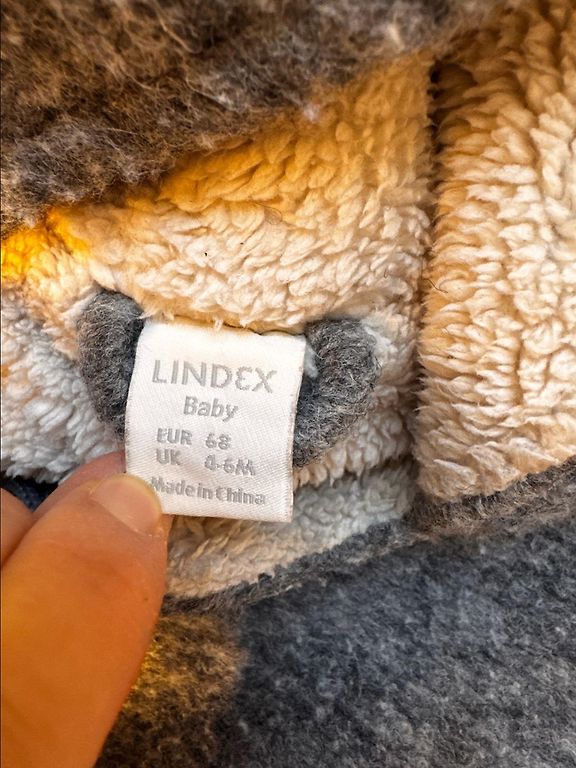 LINDEX
Baby
EUR 68
UK 4-6M
Made in China